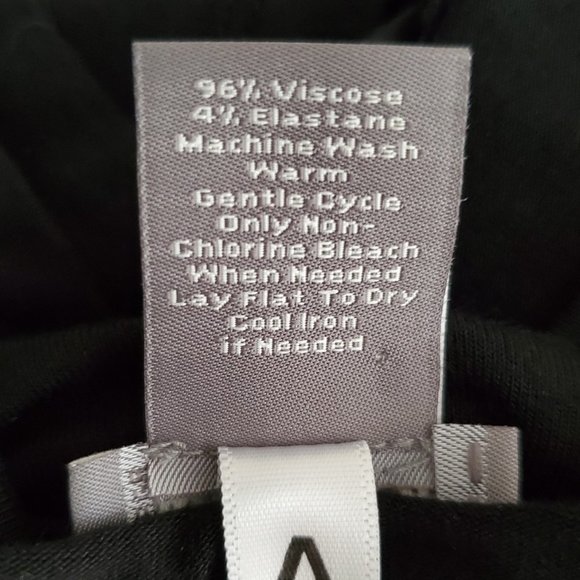 96% Viscose
4% Elastane
Machine Wash
Warm
Gentle Cycle
Only Non-
Chlorine Bleach
When Needed
Lay Flat To Dry
Cool Iron
if Needed